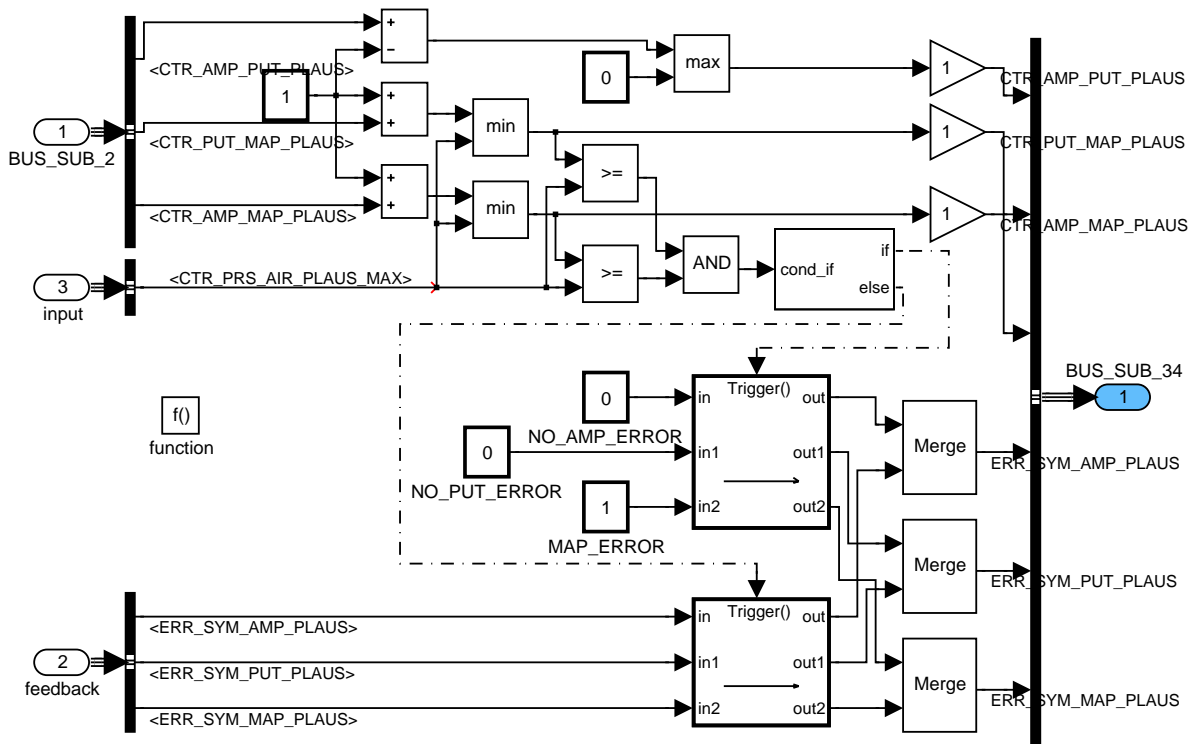 +
−
<CTR_AMP_PUT_PLAUS>
1
+
+
<CTR_PUT_MAP_PLAUS>
+
+
<CTR_AMP_MAP_PLAUS>
1
BUS_SUB_2
min
min
0
max
1
CTR_AMP_PUT_PLAUS
1
CTR_PUT_MAP_PLAUS
1
CTR_AMP_MAP_PLAUS
>=
>=
AND
cond_if
if
else
3
input
<CTR_PRS_AIR_PLAUS_MAX>
f()
function
0
NO_AMP_ERROR
0
NO_PUT_ERROR
1
MAP_ERROR
Trigger()
in
out
in1
out1
in2
out2
Merge
ERR_SYM_AMP_PLAUS
BUS_SUB_34
1
Merge
ERR_SYM_PUT_PLAUS
Merge
ERR_SYM_MAP_PLAUS
2
feedback
<ERR_SYM_AMP_PLAUS>
<ERR_SYM_PUT_PLAUS>
<ERR_SYM_MAP_PLAUS>
Trigger()
in
out
in1
out1
in2
out2